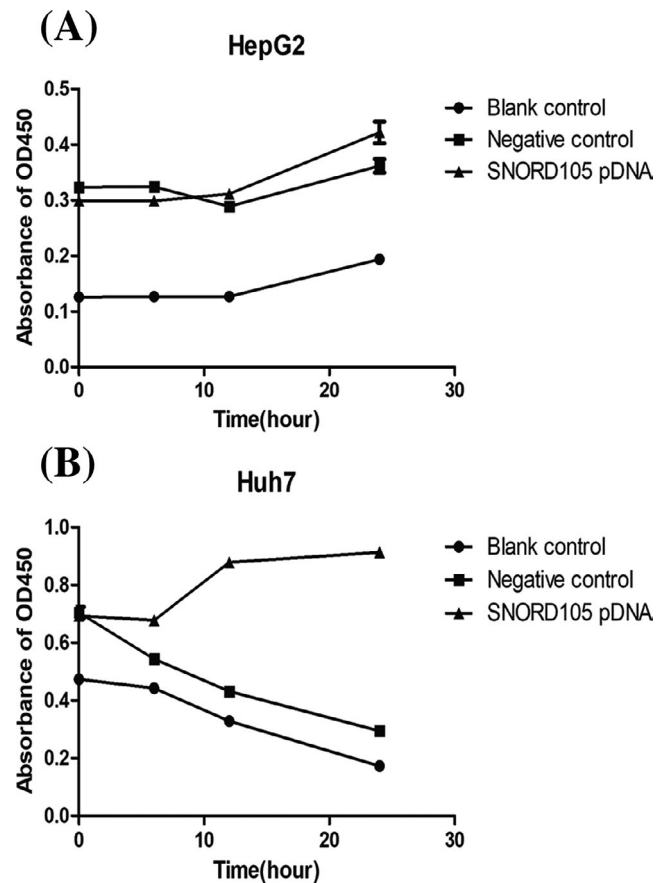 (A)
HepG2
Absorbance of OD450
0.5
0.4
0.3
0.2
0.1
0.0
0 10 20 30
Time(hour)
Blank control
Negative control
SNORD105 pDNA
(B)
Huh7
Absorbance of OD450
1.0
0.8
0.6
0.4
0.2
0.0
0 10 20 30
Time(hour)
Blank control
Negative control
SNORD105 pDNA